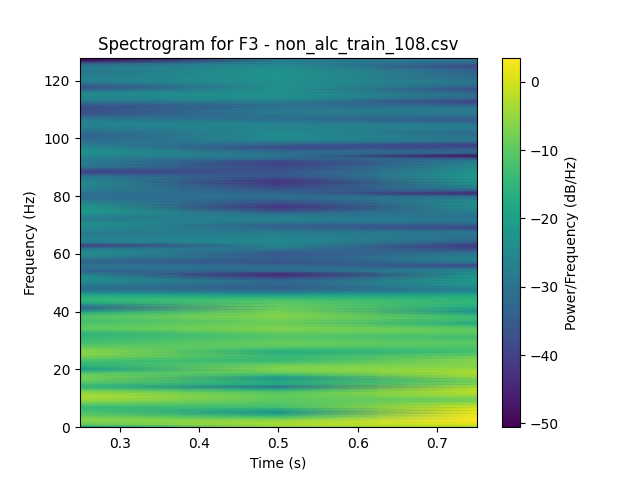 Spectrogram for F3 - non_alc_train_108.csv
120
100
80
60
40
20
0
Frequency (Hz)
0.3 0.4 0.5 0.6 0.7
Time (s)
0
−10
−20
−30
−40
−50
Power/Frequency (dB/Hz)